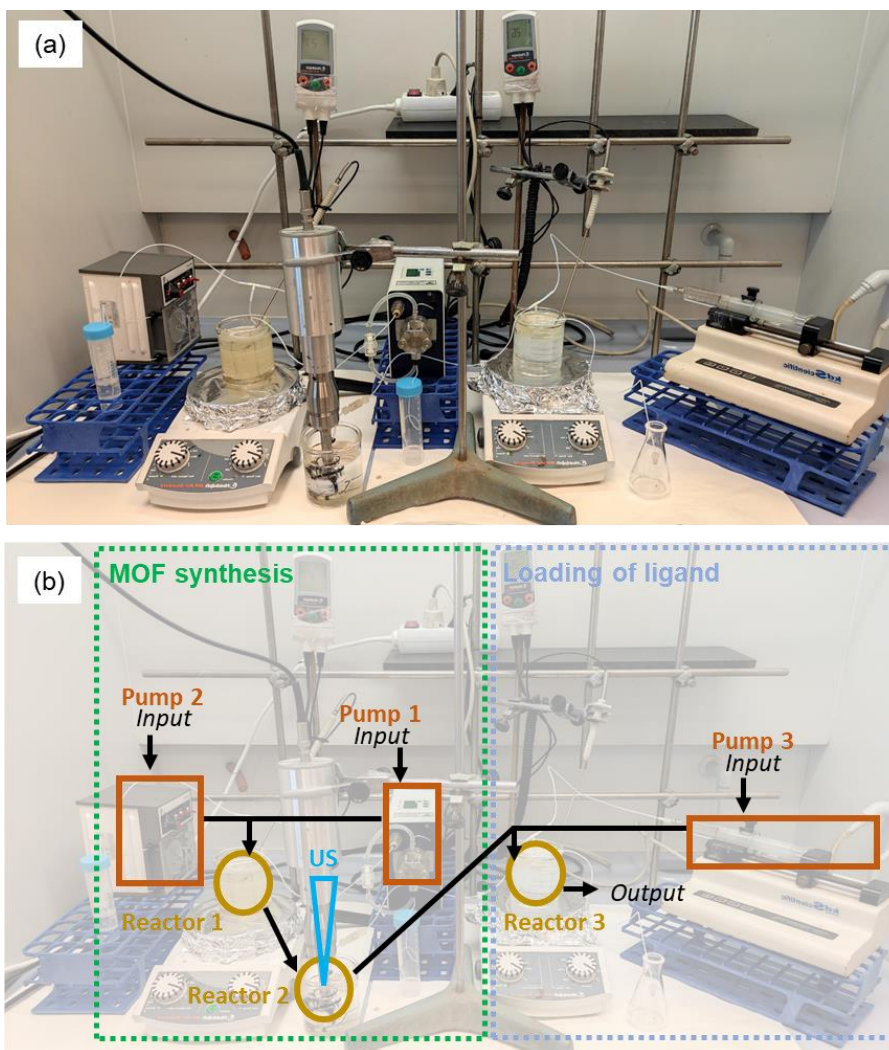 (a)
kdScientific
(b)
MOF synthesis
Loading of ligand
Pump 2
Input
Pump 1
Input
Pump 3
Input
US
Reactor 1
Reactor 3
Output
Reactor 2